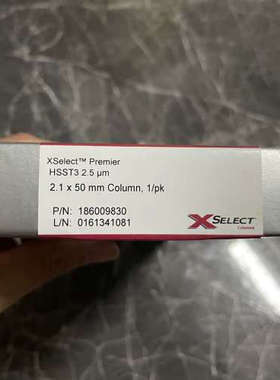 XSelect™ Premier
HSST3 2.5 µm
2.1 x 50 mm Column, 1/pk
P/N: 186009830
L/N: 0161341081
XSELECT
Columns